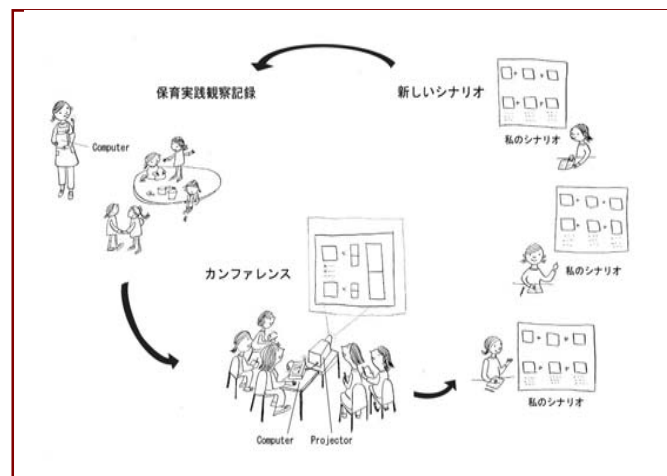 保育実践観察記録
新しいシナリオ
私のシナリオ
Computer
カンファレンス
私のシナリオ
私のシナリオ
Computer
Projector